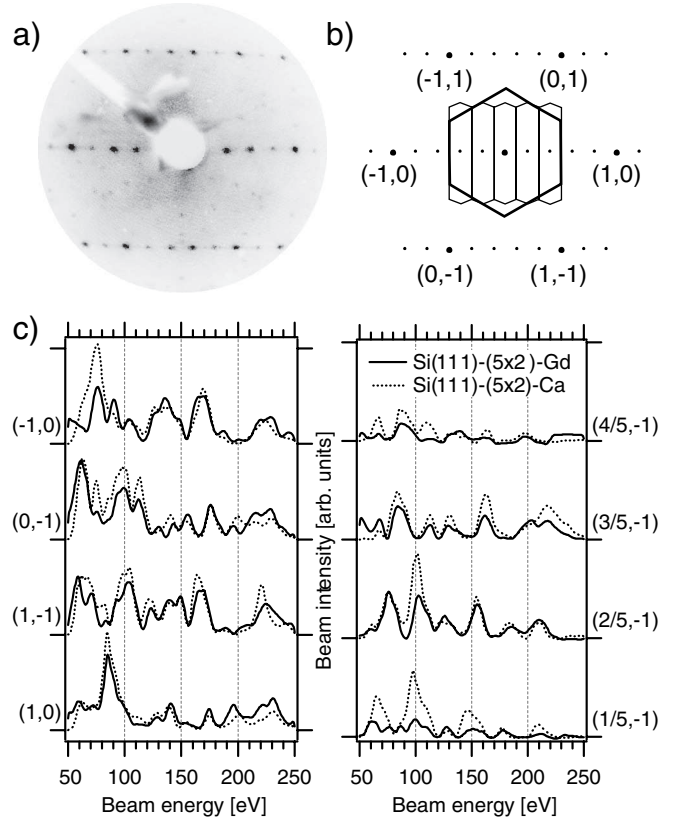 a)
b)
(-1,1) (0,1)
(-1,0) (1,0)
(0,-1) (1,-1)
c)
(-1,0)
(0,-1)
(1,-1)
(1,0)
50 100 150 200 250
Beam energy [eV]
Beam intensity [arb. units]
Si(111)-(5x2)-Gd
Si(111)-(5x2)-Ca
(4/5,-1)
(3/5,-1)
(2/5,-1)
(1/5,-1)
50 100 150 200 250
Beam energy [eV]